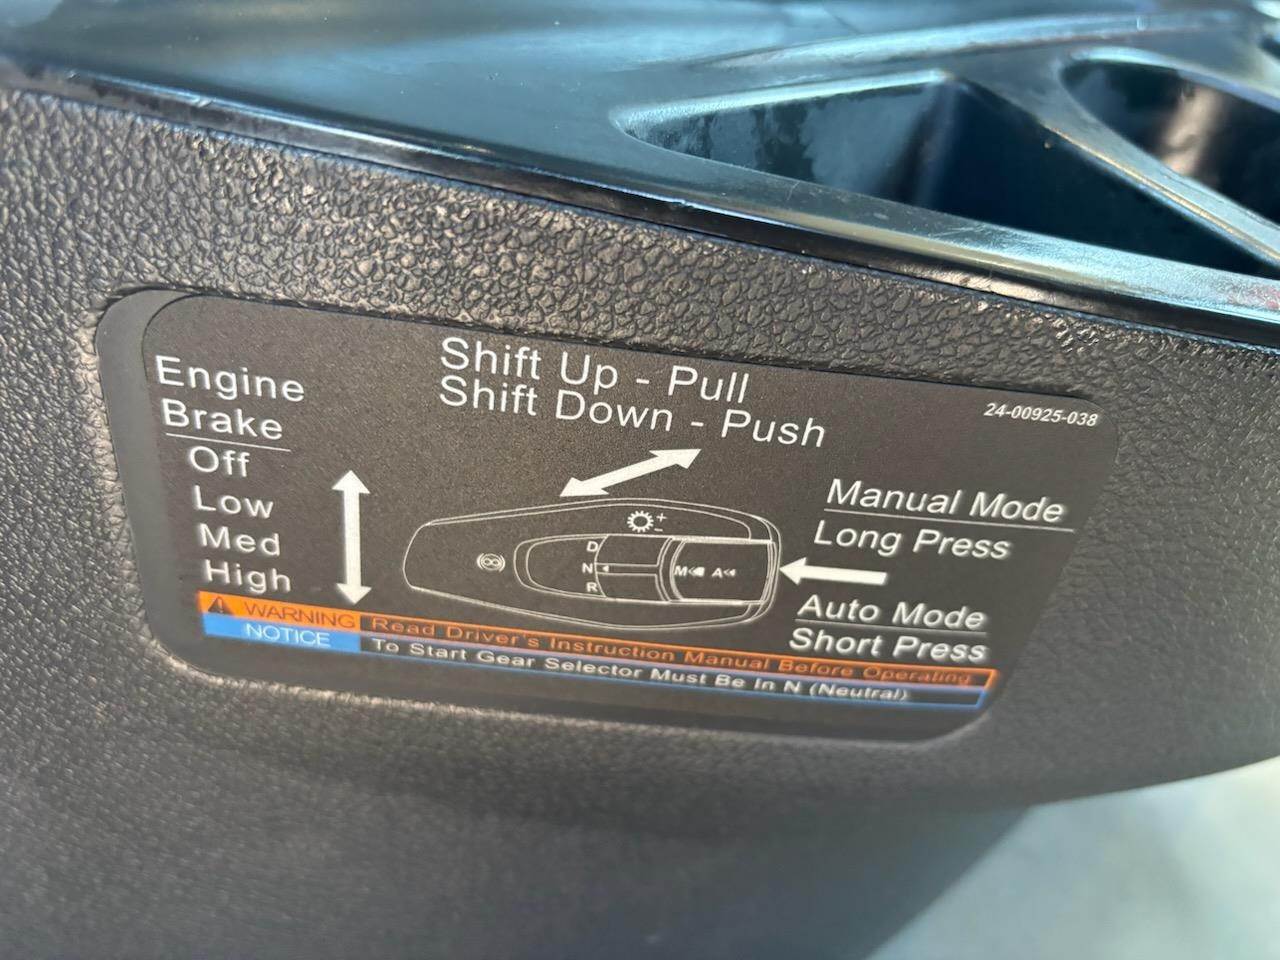 Shift Up - Pull
Shift Down - Push
24-00925-038
Engine
Brake
Off
Low
Med
High
Manual Mode
Long Press
Auto Mode
Short Press
+
-
D
N
R
M A
WARNING Read Driver's Instruction Manual Before Operating
NOTICE To Start Gear Selector Must Be In N (Neutral)